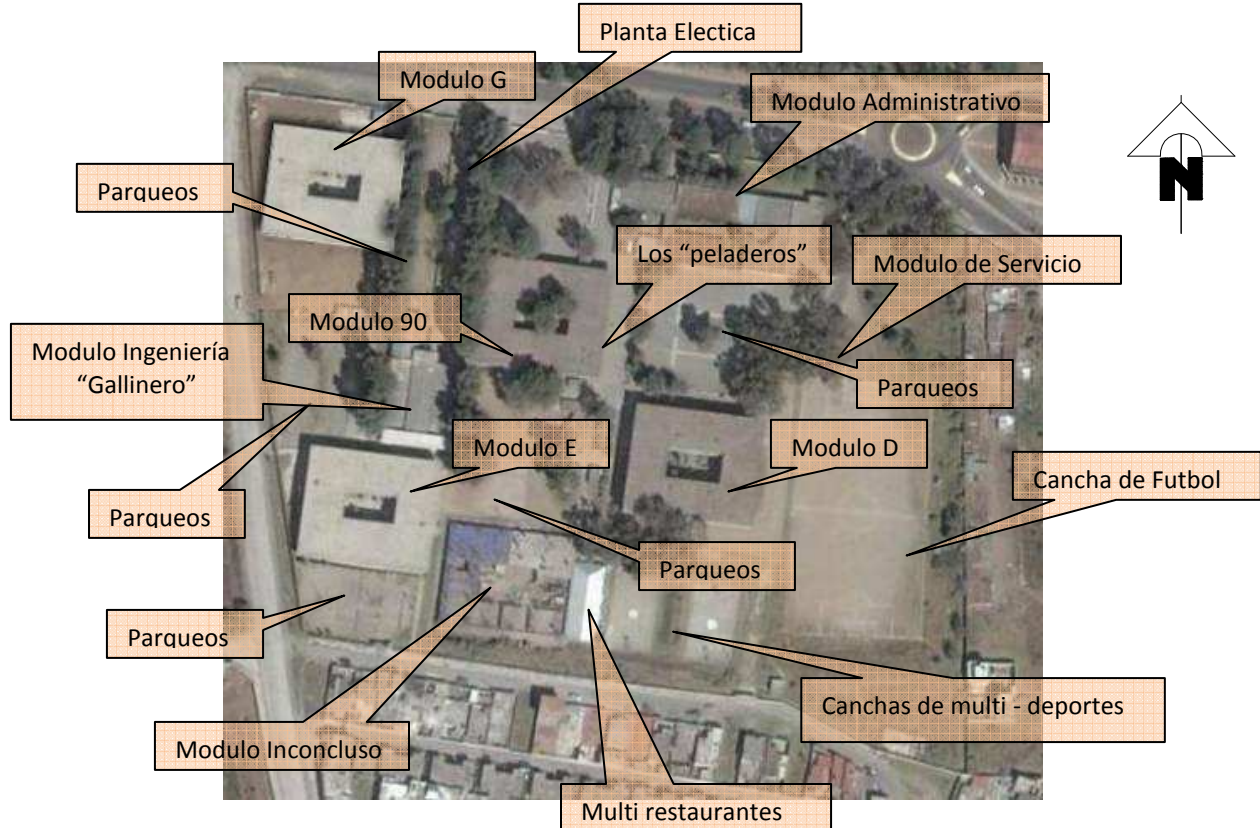 Planta Electica
Modulo G
Modulo Administrativo
N
Parqueos
Los “peladeros”
Modulo de Servicio
Modulo 90
Modulo Ingeniería
“Gallinero”
Parqueos
Modulo E
Modulo D
Cancha de Futbol
Parqueos
Parqueos
Parqueos
Canchas de multi - deportes
Modulo Inconcluso
Multi restaurantes